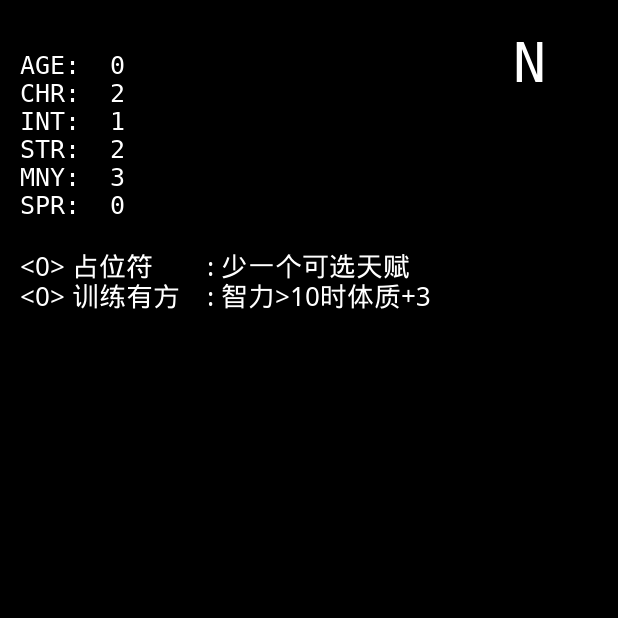 N
AGE: 0
CHR: 2
INT: 1
STR: 2
MNY: 3
SPR: 0
<0> 占位符 : 少一个可选天赋
<0> 训练有方 : 智力>10时体质+3